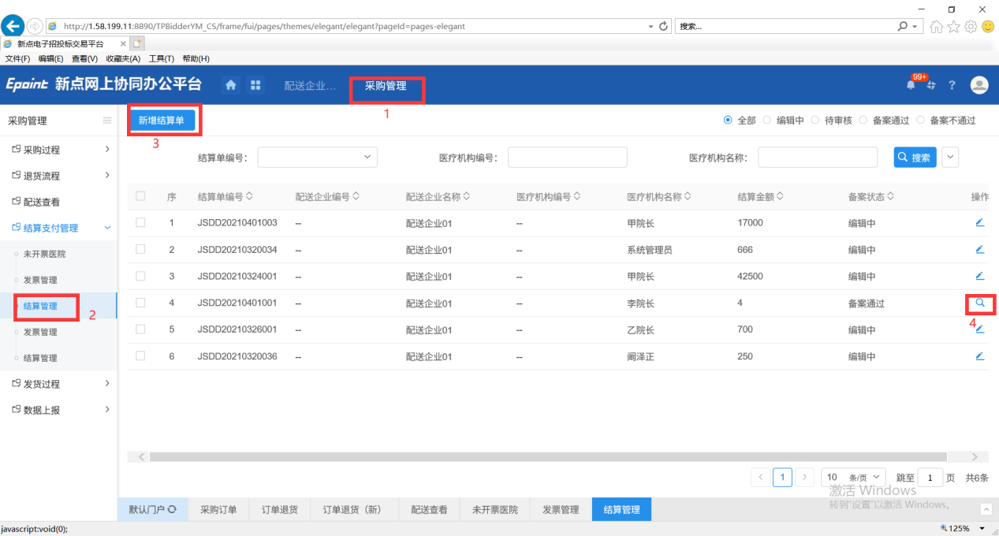 http://1.58.199.11:8890/TPBidderYM_CS/frame/fui/pages/themes/elegant/elegant?pageId=pages-elegant
搜索...
新点电子招投标交易平台
文件(F) 编辑(E) 查看(V) 收藏夹(A) 工具(T) 帮助(H)
Epoint 新点网上协同办公平台
配送企业...
采购管理
99+
1
采购管理
新增结算单
全部 编辑中 待审核 备案通过 备案不通过
3
采购过程
退货流程
配送查看
结算支付管理
未开票医院
发票管理
结算管理
2
发票管理
结算管理
发货过程
数据上报
结算单编号: 医疗机构编号: 医疗机构名称: 搜索
序 结算单编号 配送企业编号 配送企业名称 医疗机构编号 医疗机构名称 结算金额 备案状态 操作
1 JSDD20210401003 -- 配送企业01 -- 甲院长 17000 编辑中
2 JSDD20210320034 -- 配送企业01 -- 系统管理员 666 编辑中
3 JSDD20210324001 -- 配送企业01 -- 甲院长 42500 编辑中
4 JSDD20210401001 -- 配送企业01 -- 李院长 4 备案通过
4
5 JSDD20210326001 -- 配送企业01 -- 乙院长 700 编辑中
6 JSDD20210320036 -- 配送企业01 -- 阚泽正 250 编辑中
1 10 条/页 跳至 1 页 共6条
激活 Windows
转到"设置"以激活 Windows。
默认门户 采购订单 订单退货 订单退货（新） 配送查看 未开票医院 发票管理 结算管理
javascript:void(0);
125%